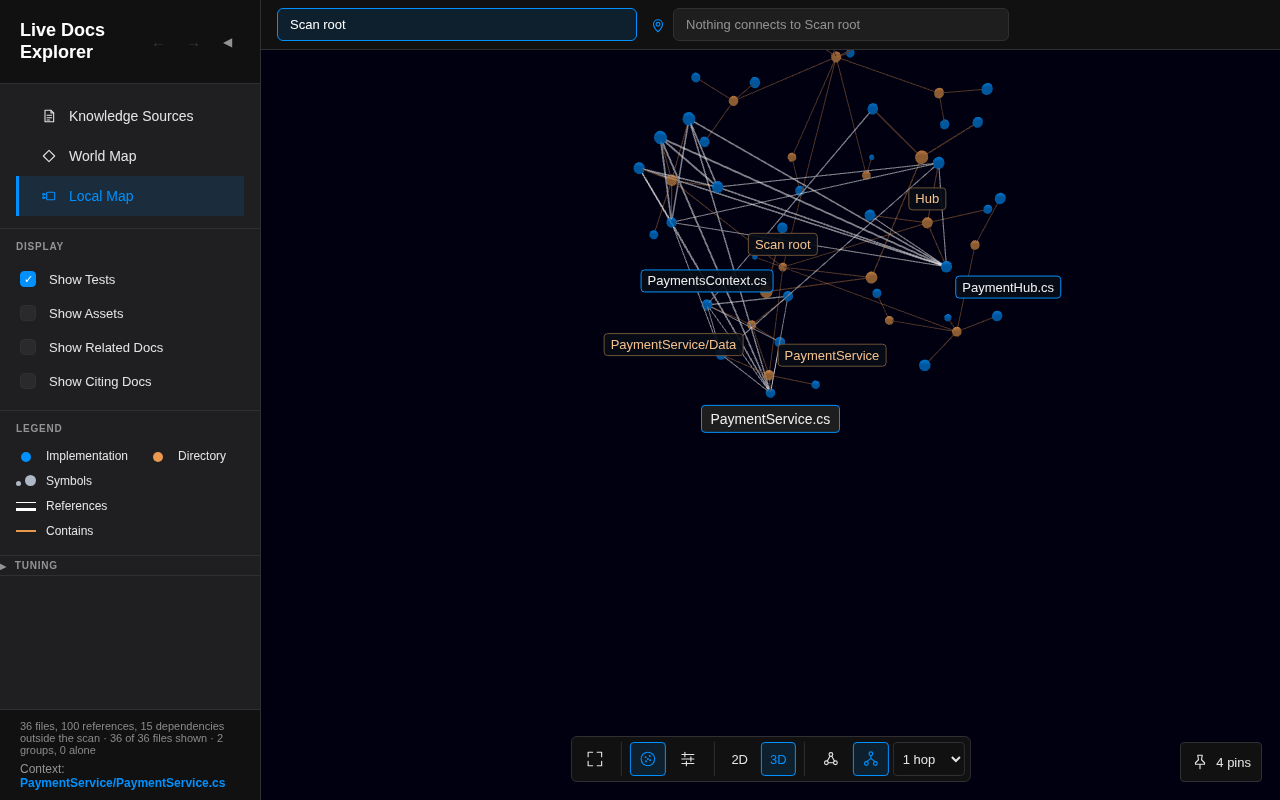 Live Docs
Explorer
Knowledge Sources
World Map
Local Map
DISPLAY
Show Tests
Show Assets
Show Related Docs
Show Citing Docs
LEGEND
Implementation
Directory
Symbols
References
Contains
TUNING
36 files, 100 references, 15 dependencies
outside the scan · 36 of 36 files shown · 2
groups, 0 alone
Context:
PaymentService/PaymentService.cs
Scan root
Nothing connects to Scan root
Hub
Scan root
PaymentsContext.cs
PaymentHub.cs
PaymentService/Data
PaymentService
PaymentService.cs
2D
3D
1 hop
4 pins